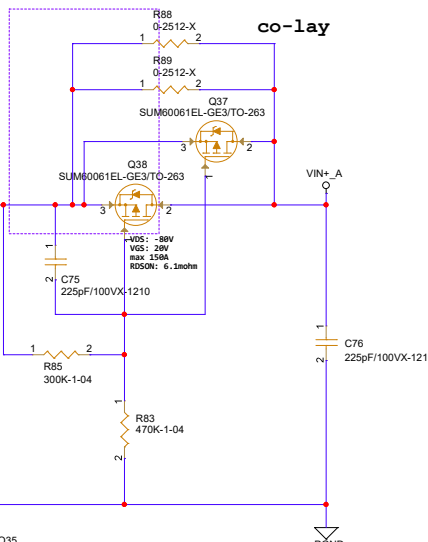 R88
0-2512-X
co-lay
1
2
R89
0-2512-X
1
2
Q37
SUM60061EL-GE3/TO-263
3
2
1
Q38
SUM60061EL-GE3/TO-263
VIN+_A
3
2
1
VDS: -80V
VGS: 20V
max 150A
RDSON: 6.1mohm
1
2
C75
225pF/100VX-1210
1
2
C76
225pF/100VX-121
1
2
R85
300K-1-04
1
R83
470K-1-04
2